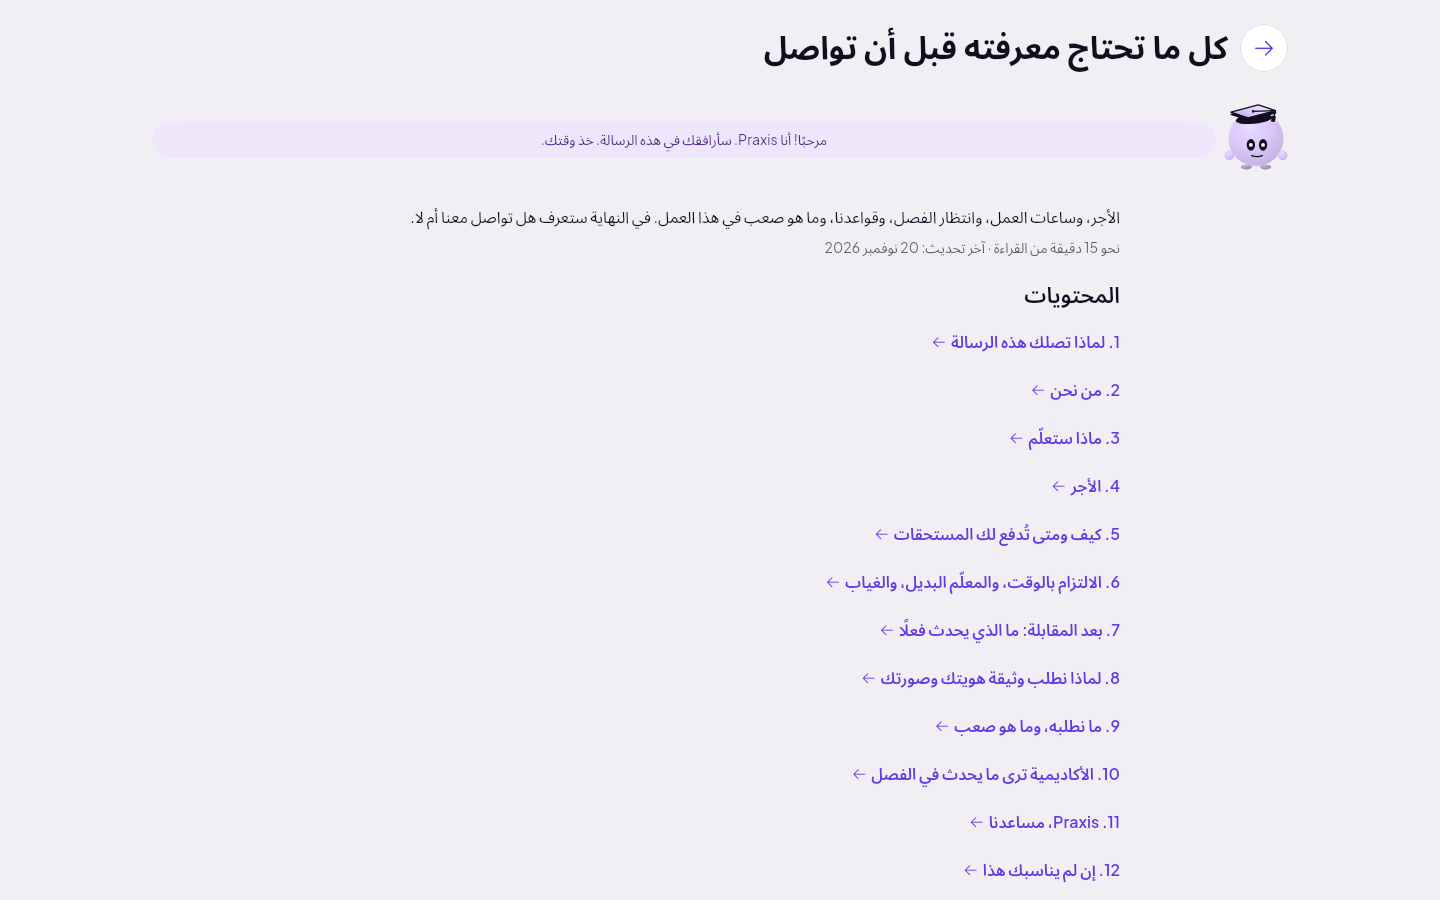 كل ما تحتاج معرفته قبل أن تواصل
مرحبًا! أنا Praxis. سأرافقك في هذه الرسالة. خذ وقتك.
الأجر، وساعات العمل، وانتظار الفصل، وقواعدنا، وما هو صعب في هذا العمل. في النهاية ستعرف هل تواصل معنا أم لا.
نحو 15 دقيقة من القراءة · آخر تحديث: 20 نوفمبر 2026
المحتويات
1. لماذا تصلك هذه الرسالة ←
2. من نحن ←
3. ماذا ستعلّم ←
4. الأجر ←
5. كيف ومتى تُدفع لك المستحقات ←
6. الالتزام بالوقت، والمعلّم البديل، والغياب ←
7. بعد المقابلة: ما الذي يحدث فعلًا ←
8. لماذا نطلب وثيقة هويتك وصورتك ←
9. ما نطلبه، وما هو صعب ←
10. الأكاديمية ترى ما يحدث في الفصل ←
11. Praxis، مساعدنا ←
12. إن لم يناسبك هذا ←